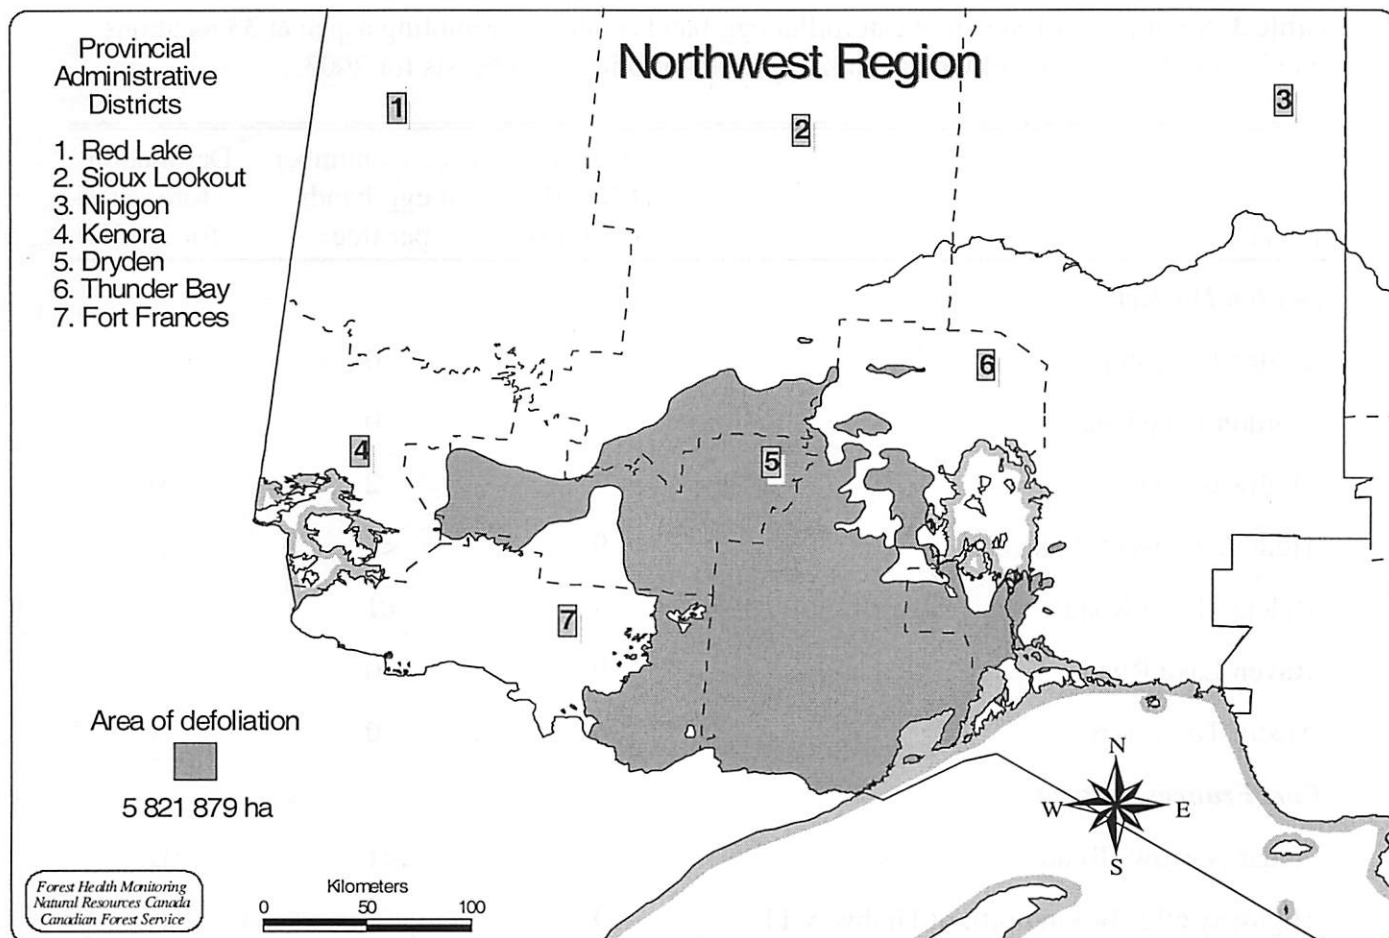 Northwest Region
Provincial
Administrative
Districts
1. Red Lake
2. Sioux Lookout
3. Nipigon
4. Kenora
5. Dryden
6. Thunder Bay
7. Fort Frances
1
2
3
6
4
5
7
Area of defoliation
5 821 879 ha
N
W
E
S
Forest Health Monitoring
Natural Resources Canada
Canadian Forest Service
Kilometers
0 50 100